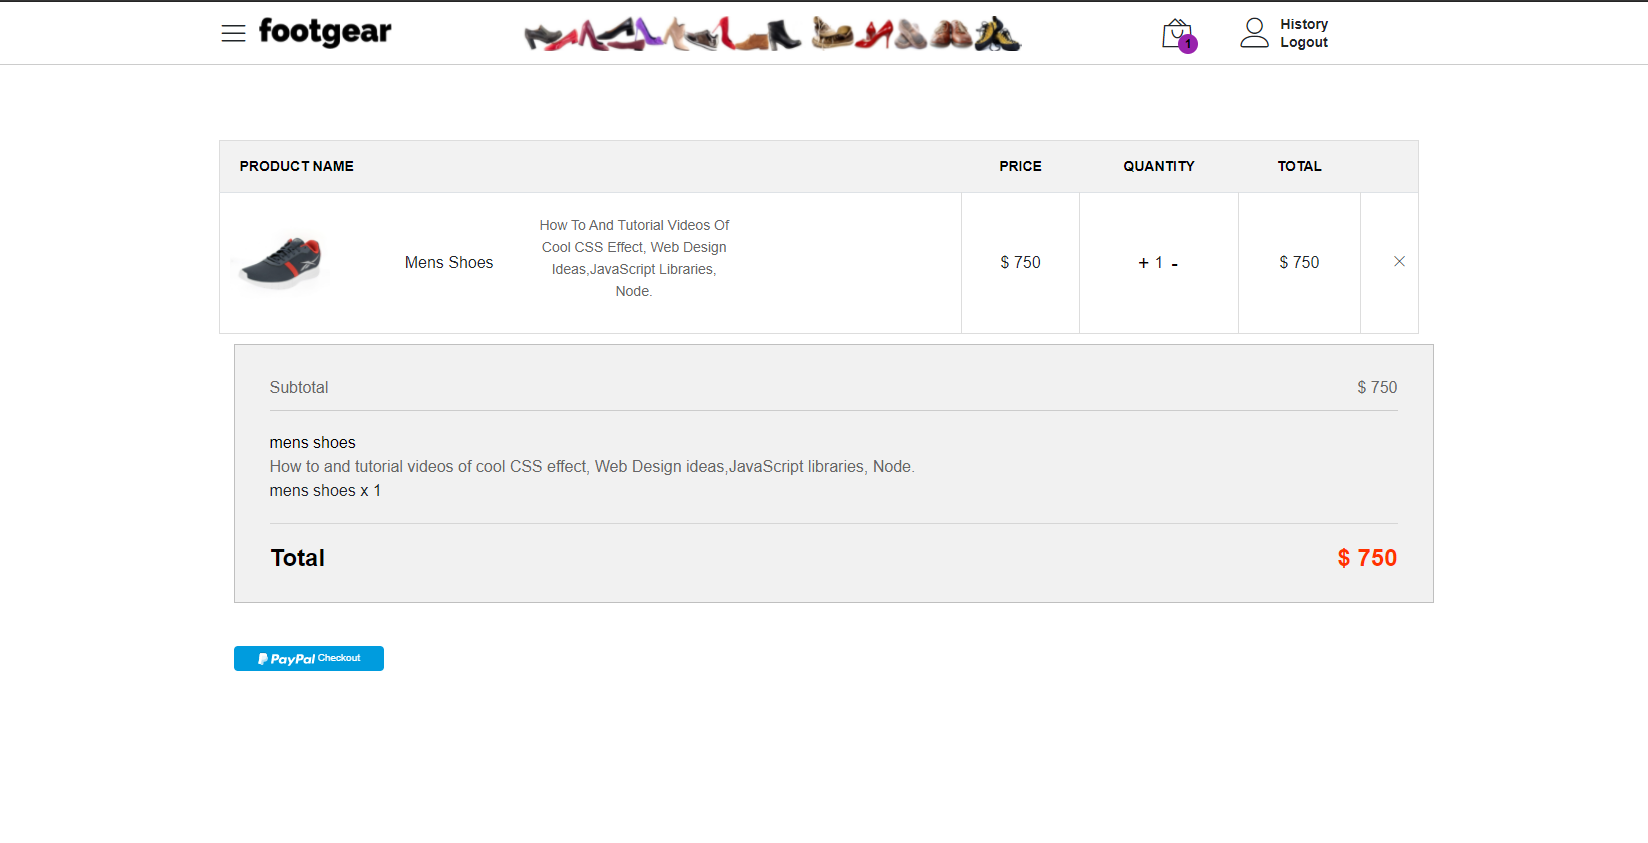 footgear
1
History
Logout
PRODUCT NAME PRICE QUANTITY TOTAL
How To And Tutorial Videos Of
Cool CSS Effect, Web Design
Ideas,JavaScript Libraries,
Node.
Mens Shoes
$ 750
+ 1 -
$ 750
Subtotal $ 750
mens shoes
How to and tutorial videos of cool CSS effect, Web Design ideas,JavaScript libraries, Node.
mens shoes x 1
Total $ 750
PayPal Checkout